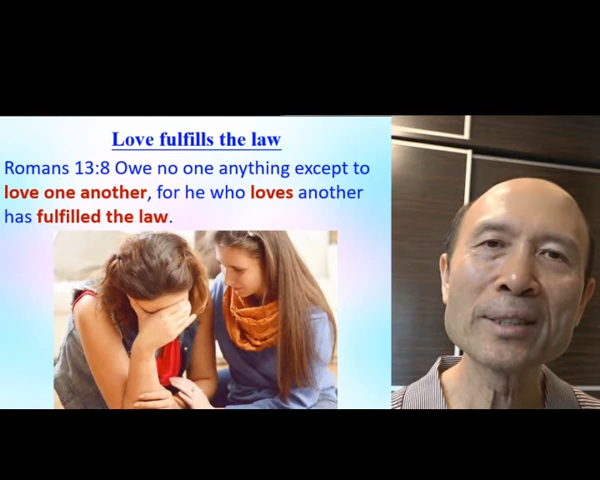 Love fulfills the law
Romans 13:8 Owe no one anything except to
love one another, for he who loves another
has fulfilled the law.